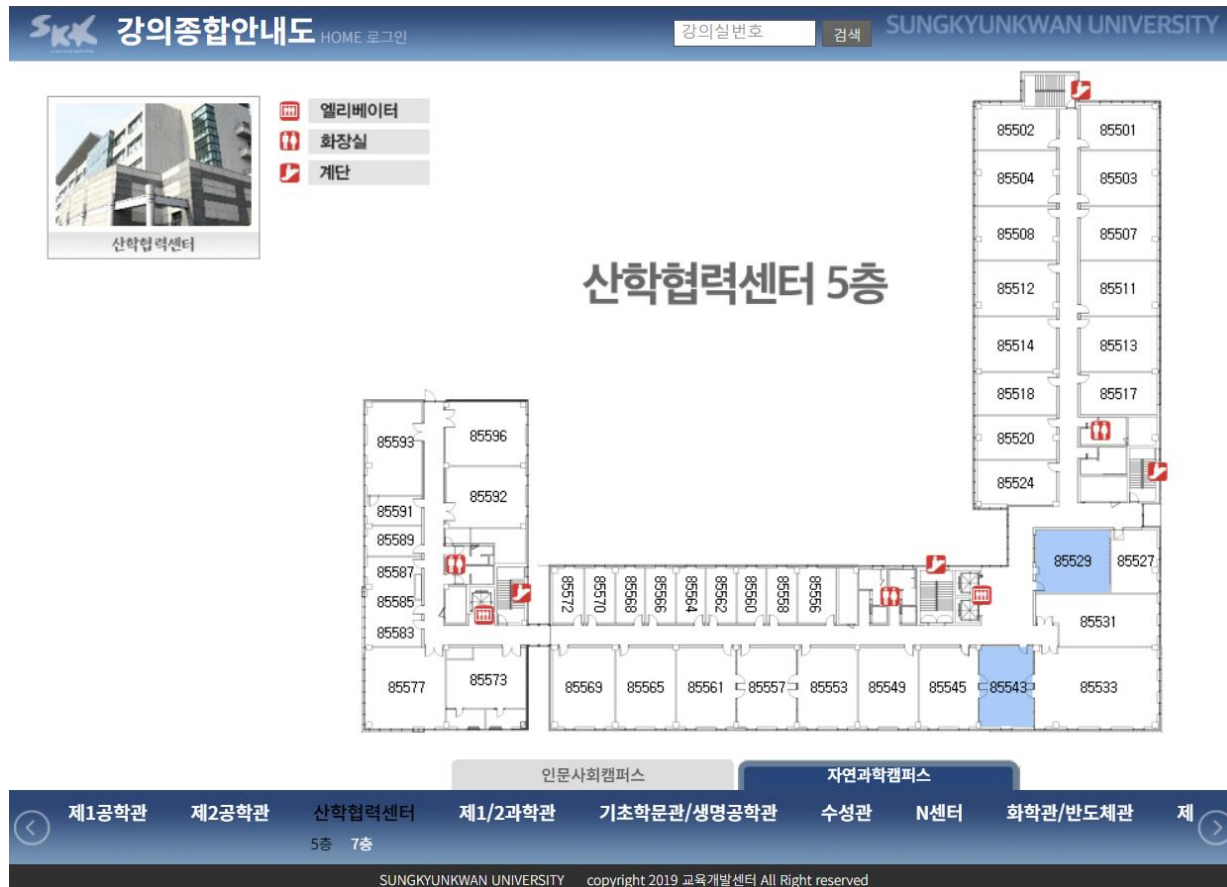 SKK 강의종합안내도 HOME 로그인 강의실번호 검색 SUNGKYUNKWAN UNIVERSITY
엘리베이터
화장실
계단
산학협력센터
산학협력센터 5층
85502 85501
85504 85503
85508 85507
85512 85511
85514 85513
85518 85517
85520
85524
85593 85596
85592
85591
85589
85587
85585
85583
85577 85573
85572 85570 85568 85566 85564 85562 85560 85558 85556
85529 85527
85531
85569 85565 85561 85557 85553 85549 85545 85543 85533
인문사회캠퍼스 자연과학캠퍼스
제1공학관 제2공학관 산학협력센터 제1/2과학관 기초학문관/생명공학관 수성관 N센터 화학관/반도체관 제
5층 7층
SUNGKYUNKWAN UNIVERSITY copyright 2019 교육개발센터 All Right reserved